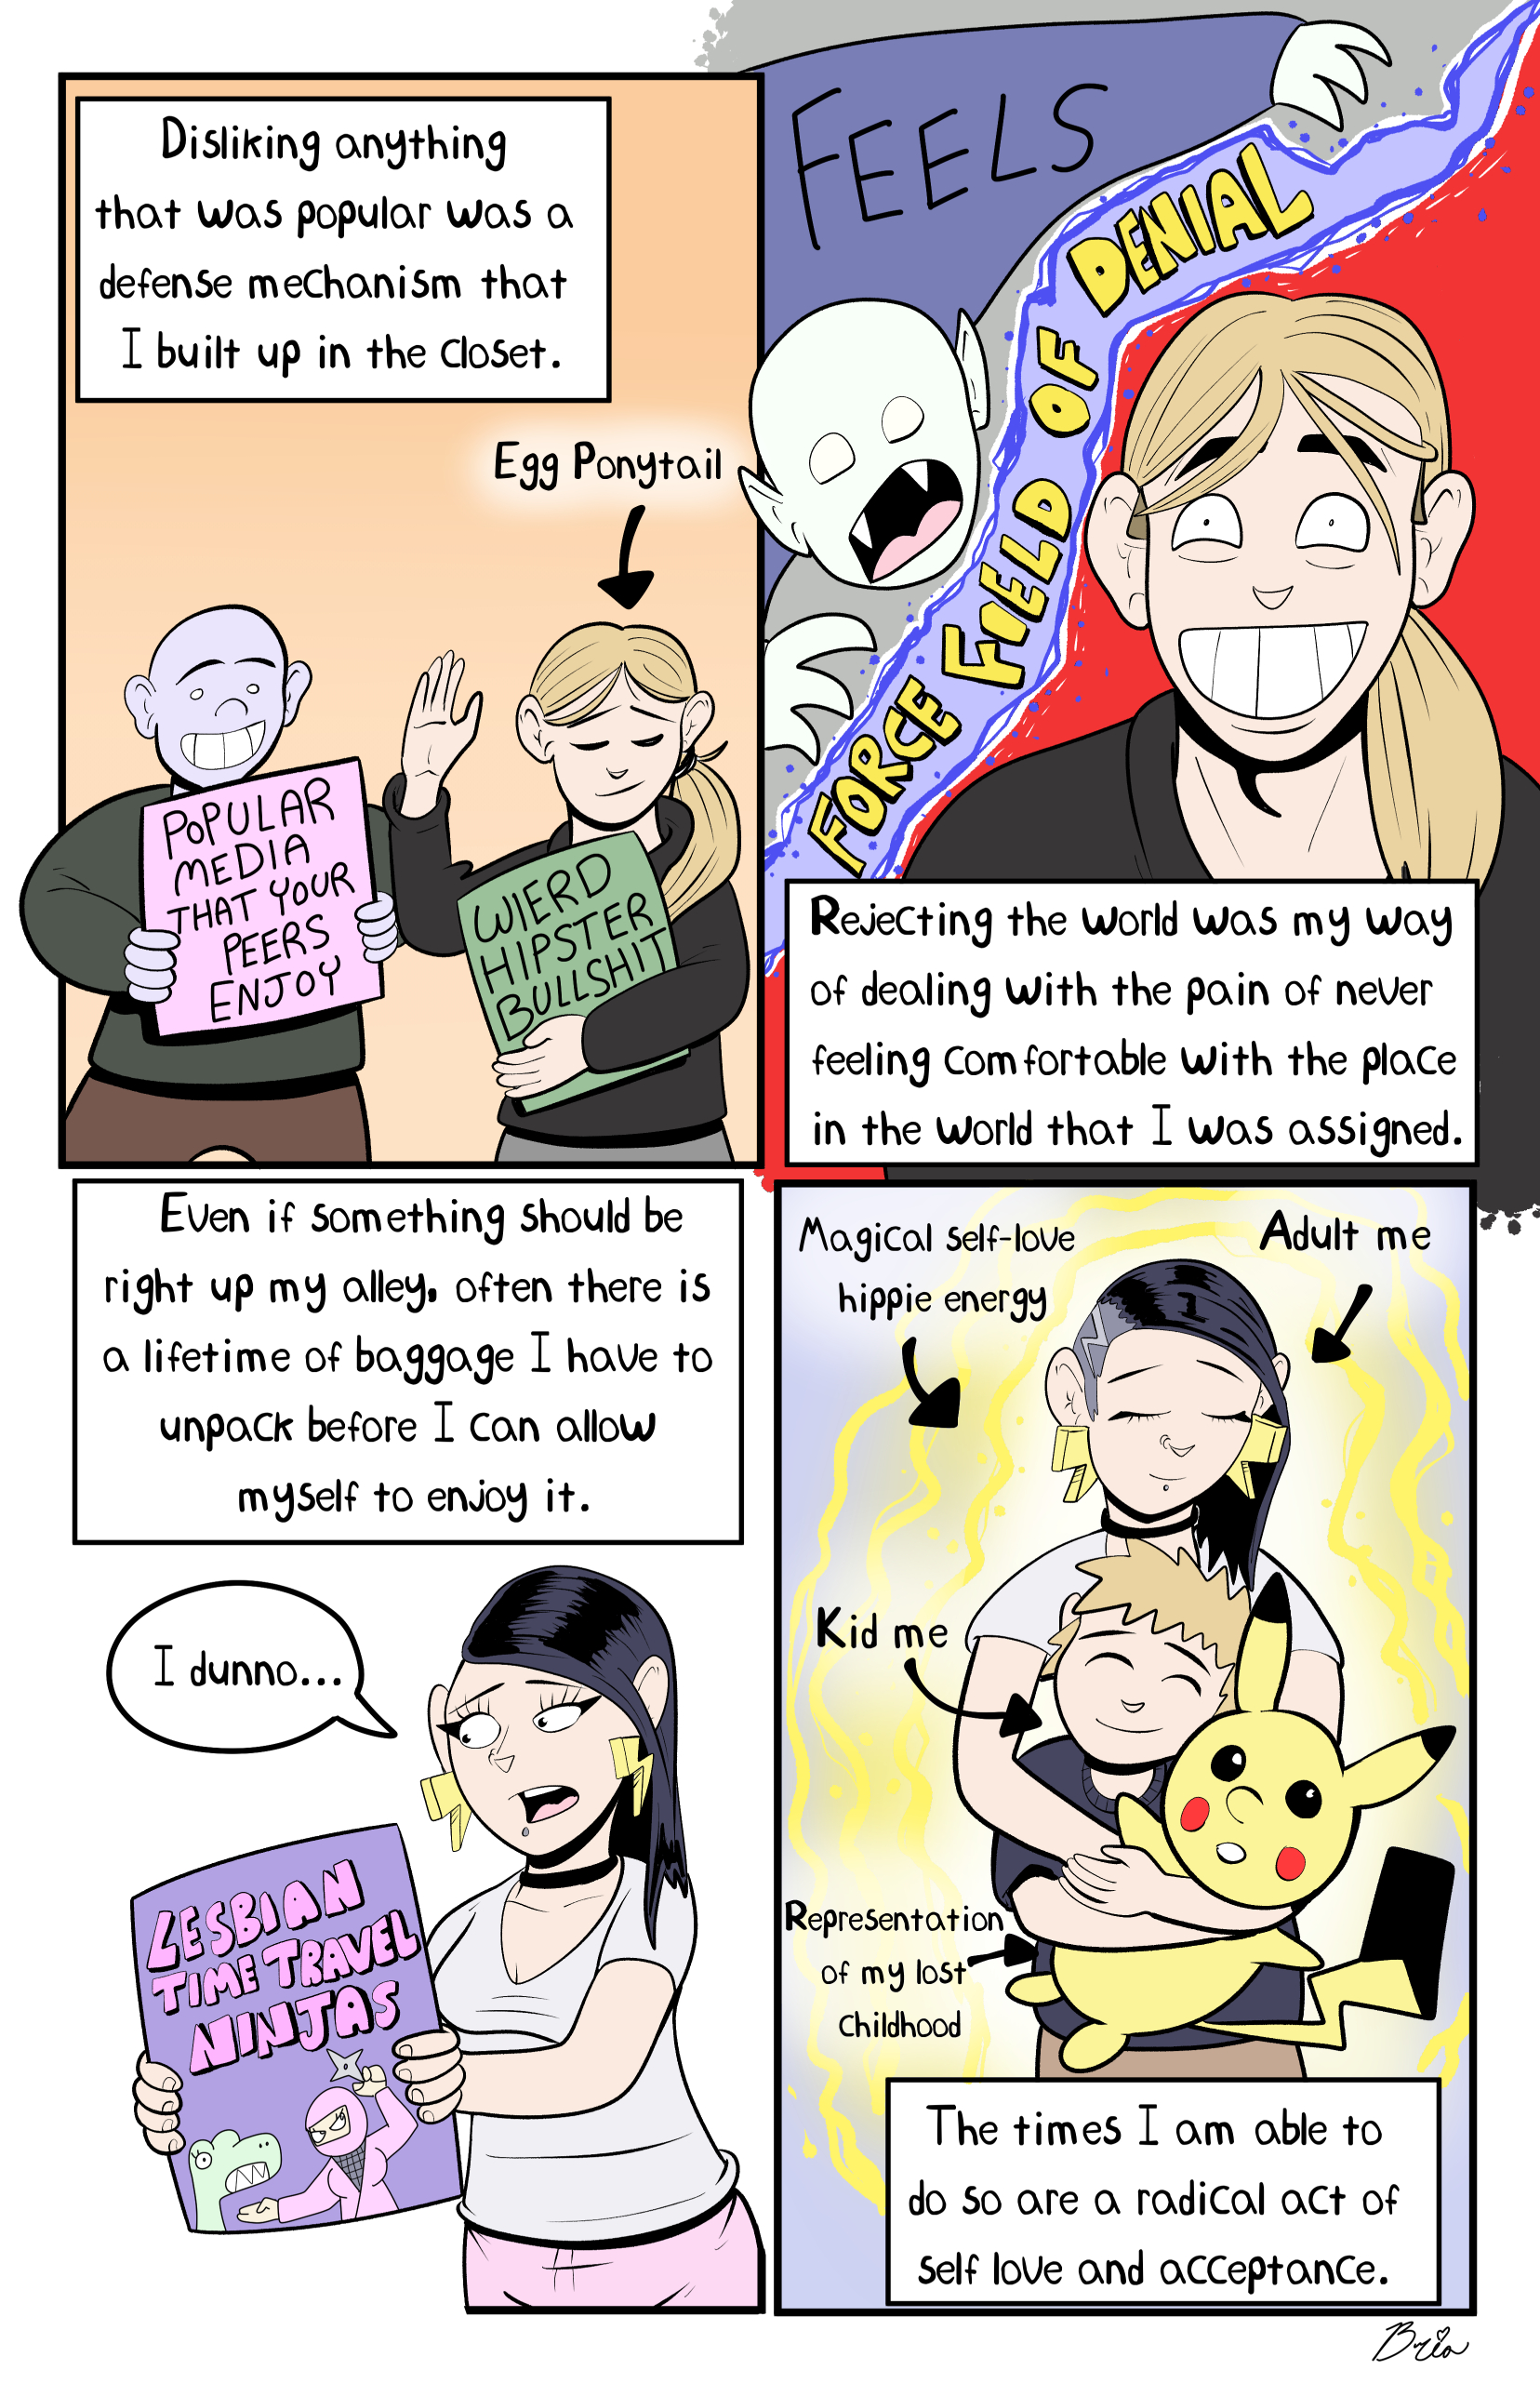 Disliking anything
that was popular was a
defense mechanism that
I built up in the closet.
Egg Ponytail
POPULAR
MEDIA
THAT YOUR
PEERS
ENJOY
WIERD
HIPSTER
BULLSHIT
FEELS
FORCE FIELD OF DENIAL
Rejecting the world was my way
of dealing with the pain of never
feeling comfortable with the place
in the world that I was assigned.
Even if something should be
right up my alley, often there is
a lifetime of baggage I have to
unpack before I can allow
myself to enjoy it.
I dunno...
LESBIAN
TIME TRAVEL
NINJAS
Magical self-love
hippie energy
Adult me
Kid me
Representation
of my lost
childhood
The times I am able to
do so are a radical act of
self love and acceptance.
Bria